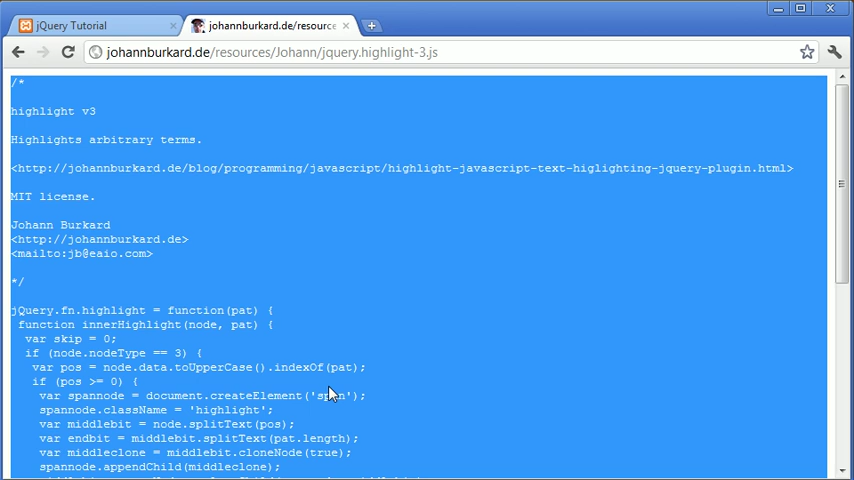 jQuery Tutorial
johannburkard.de/resource
johannburkard.de/resources/Johann/jquery.highlight-3.js
/*
highlight v3
Highlights arbitrary terms.
<http://johannburkard.de/blog/programming/javascript/highlight-javascript-text-higlighting-jquery-plugin.html>
MIT license.
Johann Burkard
<http://johannburkard.de>
<mailto:jb@eaio.com>
*/
jQuery.fn.highlight = function(pat) {
function innerHighlight(node, pat) {
var skip = 0;
if (node.nodeType == 3) {
var pos = node.data.toUpperCase().indexOf(pat);
if (pos >= 0) {
var spannode = document.createElement('span');
spannode.className = 'highlight';
var middlebit = node.splitText(pos);
var endbit = middlebit.splitText(pat.length);
var middleclone = middlebit.cloneNode(true);
spannode.appendChild(middleclone);